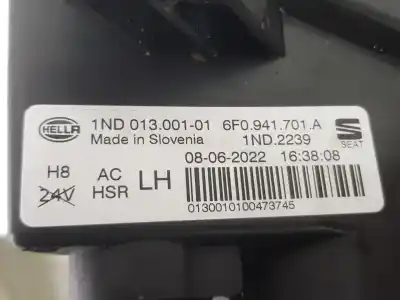 HELLA
1ND 013.001-01 6F0.941.701.A
Made in Slovenia 1ND.2239
SEAT
08-06-2022 16:38:08
H8 AC LH
24V HSR
0130010100473745